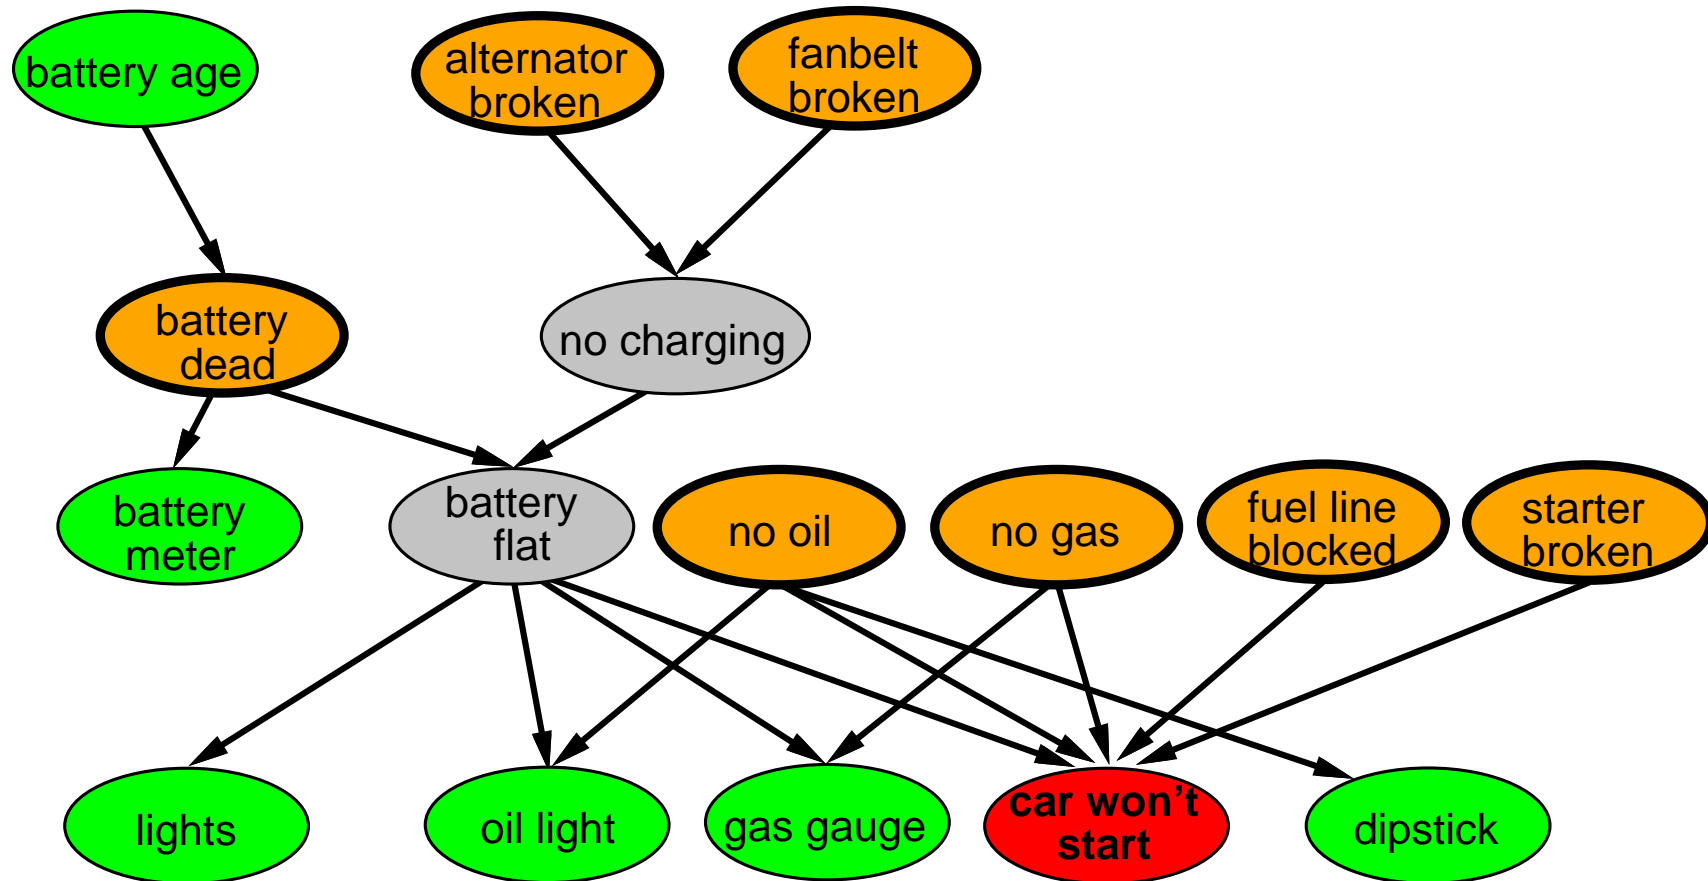 battery age
alternator
broken
fanbelt
broken
battery
dead
no charging
battery
meter
battery
flat
no oil
no gas
fuel line
blocked
starter
broken
lights
oil light
gas gauge
car won't
start
dipstick